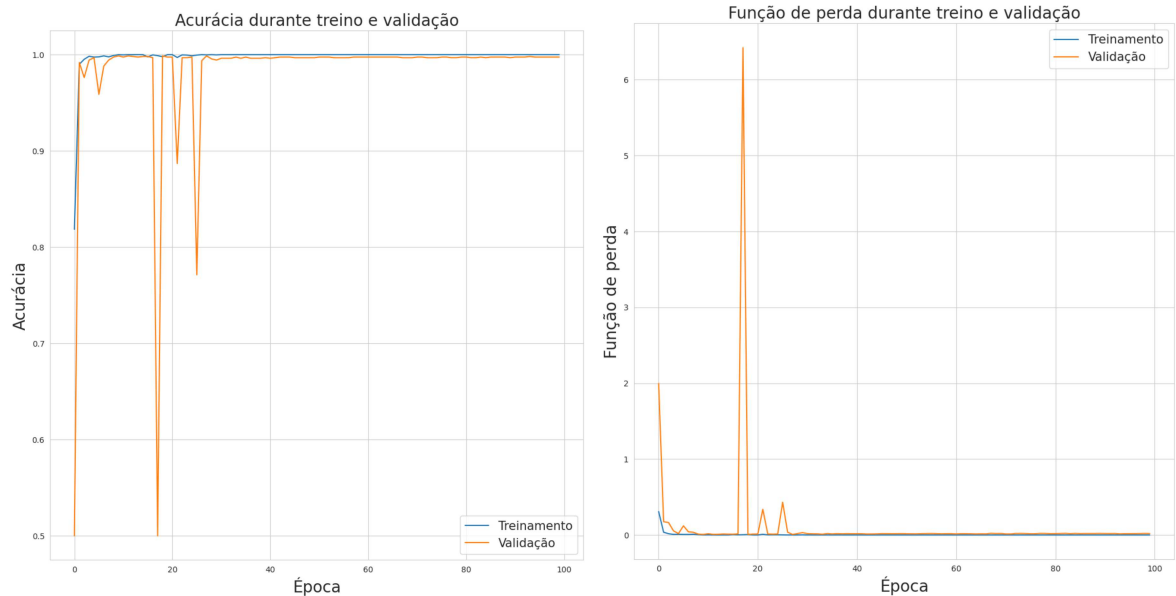 Acurácia durante treino e validação
1.0
0.9
0.8
0.7
0.6
0.5
Acurácia
0
20
40
60
80
100
Época
Treinamento
Validação
Função de perda durante treino e validação
6
5
4
3
2
1
0
Função de perda
0
20
40
60
80
100
Época
Treinamento
Validação